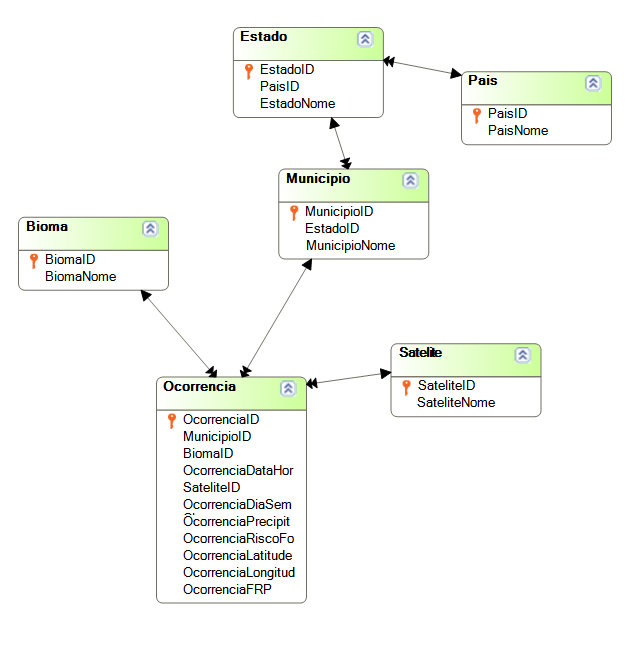 Estado
EstadoID
PaisID
EstadoNome
Pais
PaisID
PaisNome
Municipio
MunicipioID
EstadoID
MunicipioNome
Bioma
BiomaID
BiomaNome
Satelite
SateliteID
SateliteNome
Ocorrencia
OcorrenciaID
MunicipioID
BiomaID
OcorrenciaDataHor
SateliteID
OcorrenciaDiaSem
OcorrenciaPrecipit
OcorrenciaRiscoFo
OcorrenciaLatitude
OcorrenciaLongitud
OcorrenciaFRP